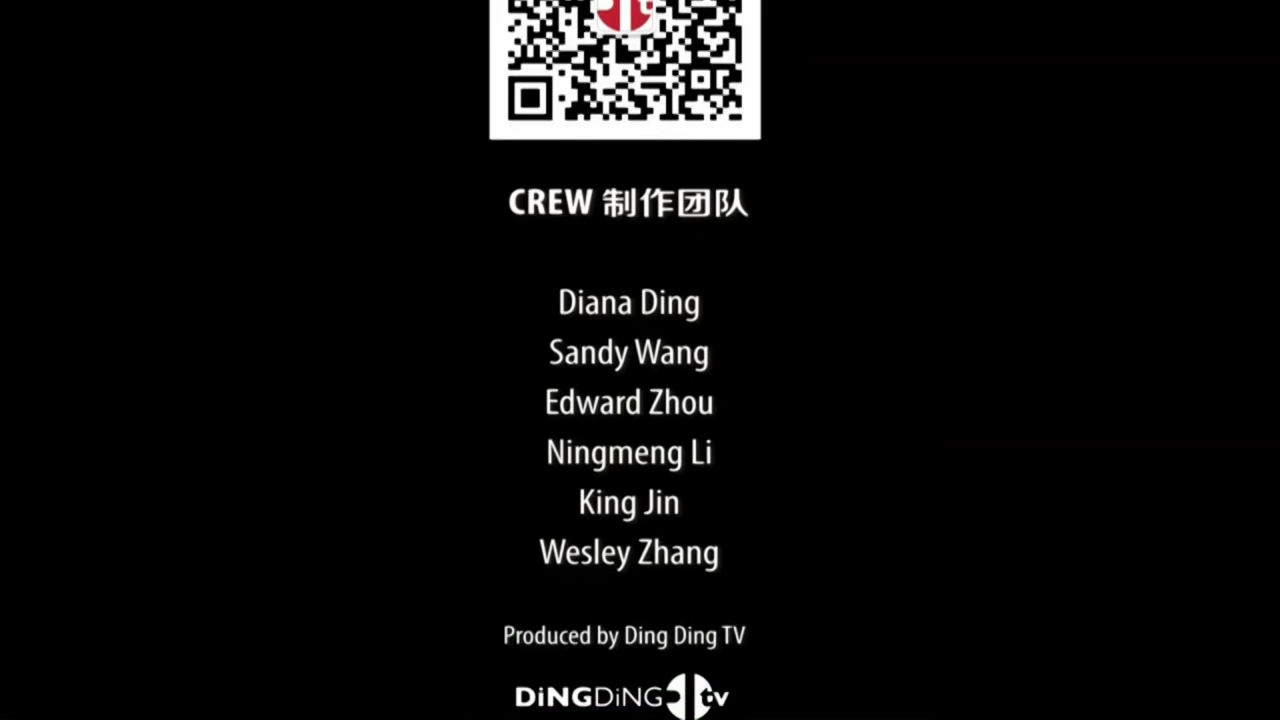 CREW 制作团队
Diana Ding
Sandy Wang
Edward Zhou
Ningmeng Li
King Jin
Wesley Zhang
Produced by Ding Ding TV
DiNGDiNG tv